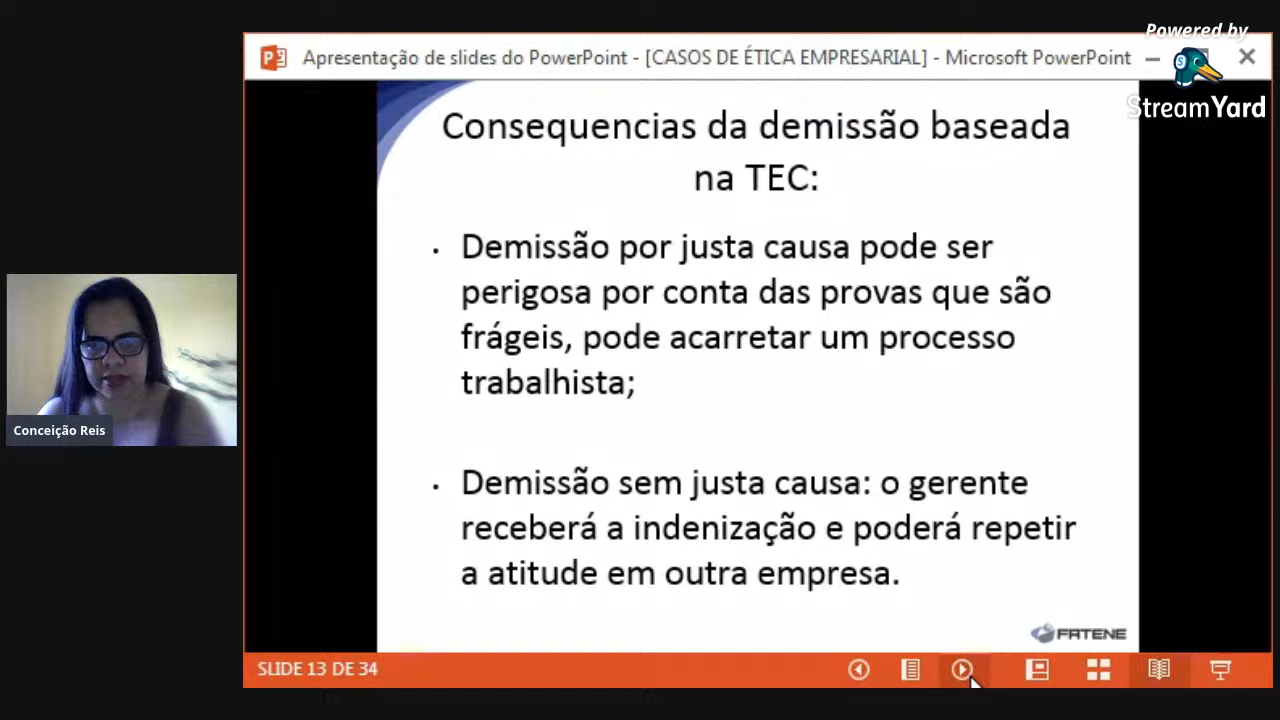 Powered by
StreamYard
Apresentação de slides do PowerPoint - [CASOS DE ÉTICA EMPRESARIAL] - Microsoft PowerPoint
Consequencias da demissão baseada
na TEC:
• Demissão por justa causa pode ser
perigosa por conta das provas que são
frágeis, pode acarretar um processo
trabalhista;
• Demissão sem justa causa: o gerente
receberá a indenização e poderá repetir
a atitude em outra empresa.
FATENE
SLIDE 13 DE 34
Conceição Reis